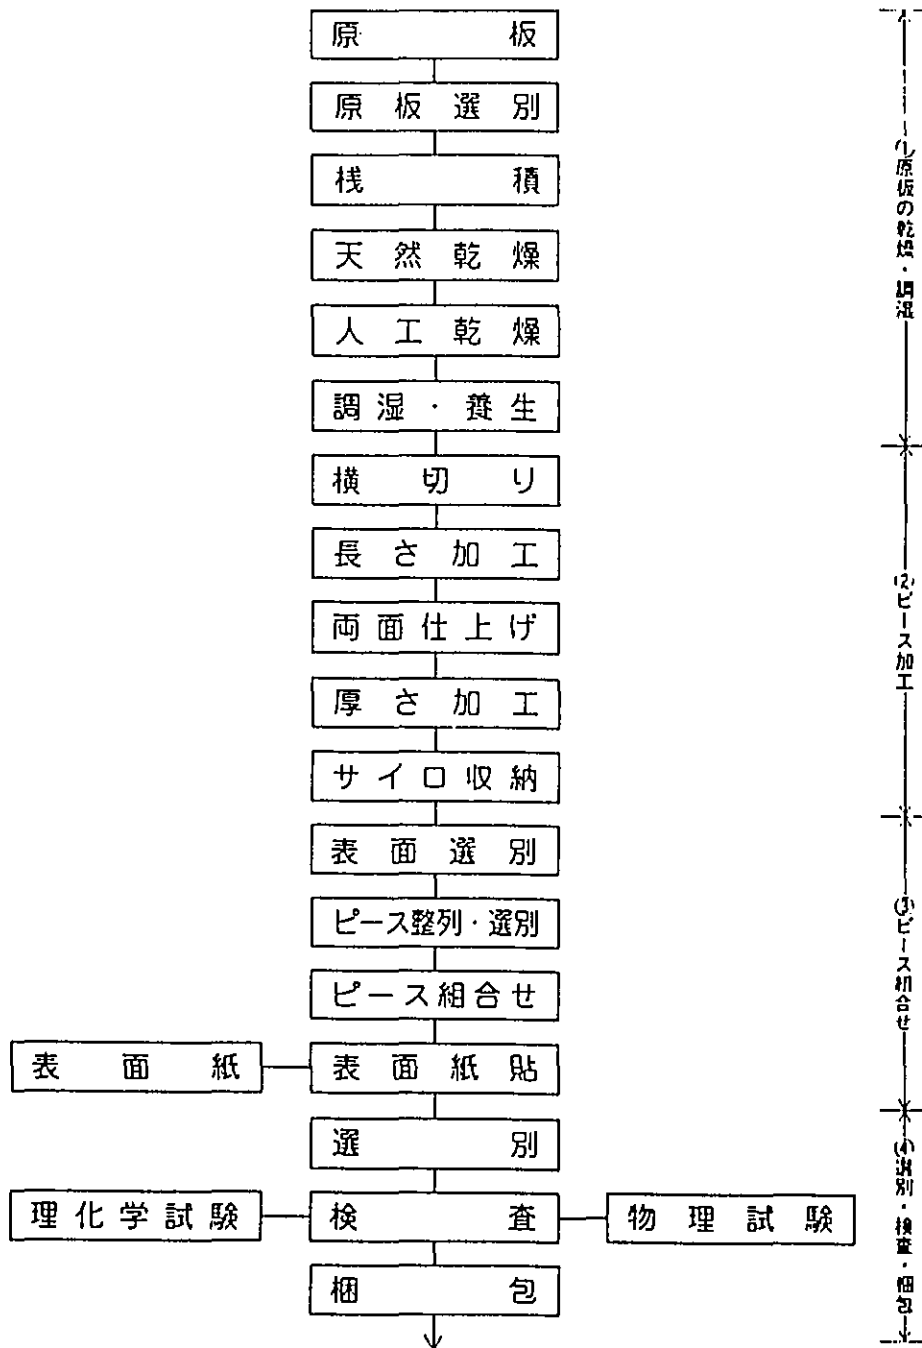 原板
原板選別
桟積
天然乾燥
人工乾燥
調湿・養生
横切り
長さ加工
両面仕上げ
厚さ加工
サイロ収納
表面選別
ピース整列・選別
ピース組合せ
表面紙
表面紙貼
選別
理化学試験
検査
物理試験
梱包
(1)原板の乾燥・調湿
(2)ピース加工
(3)ピース組合せ
(4)選別・検査・梱包